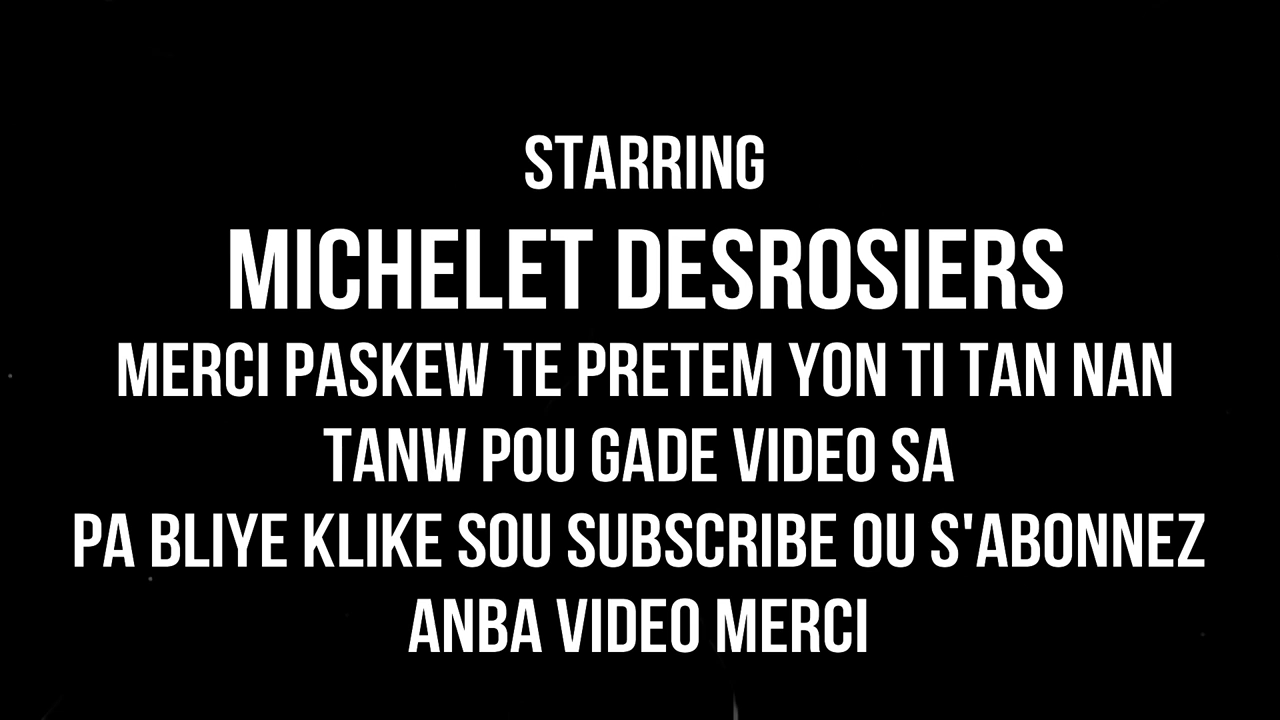 STARRING
MICHELET DESROSIERS
MERCI PASKEW TE PRETEM YON TI TAN NAN
TANW POU GADE VIDEO SA
PA BLIYE KLIKE SOU SUBSCRIBE OU S'ABONNEZ
ANBA VIDEO MERCI